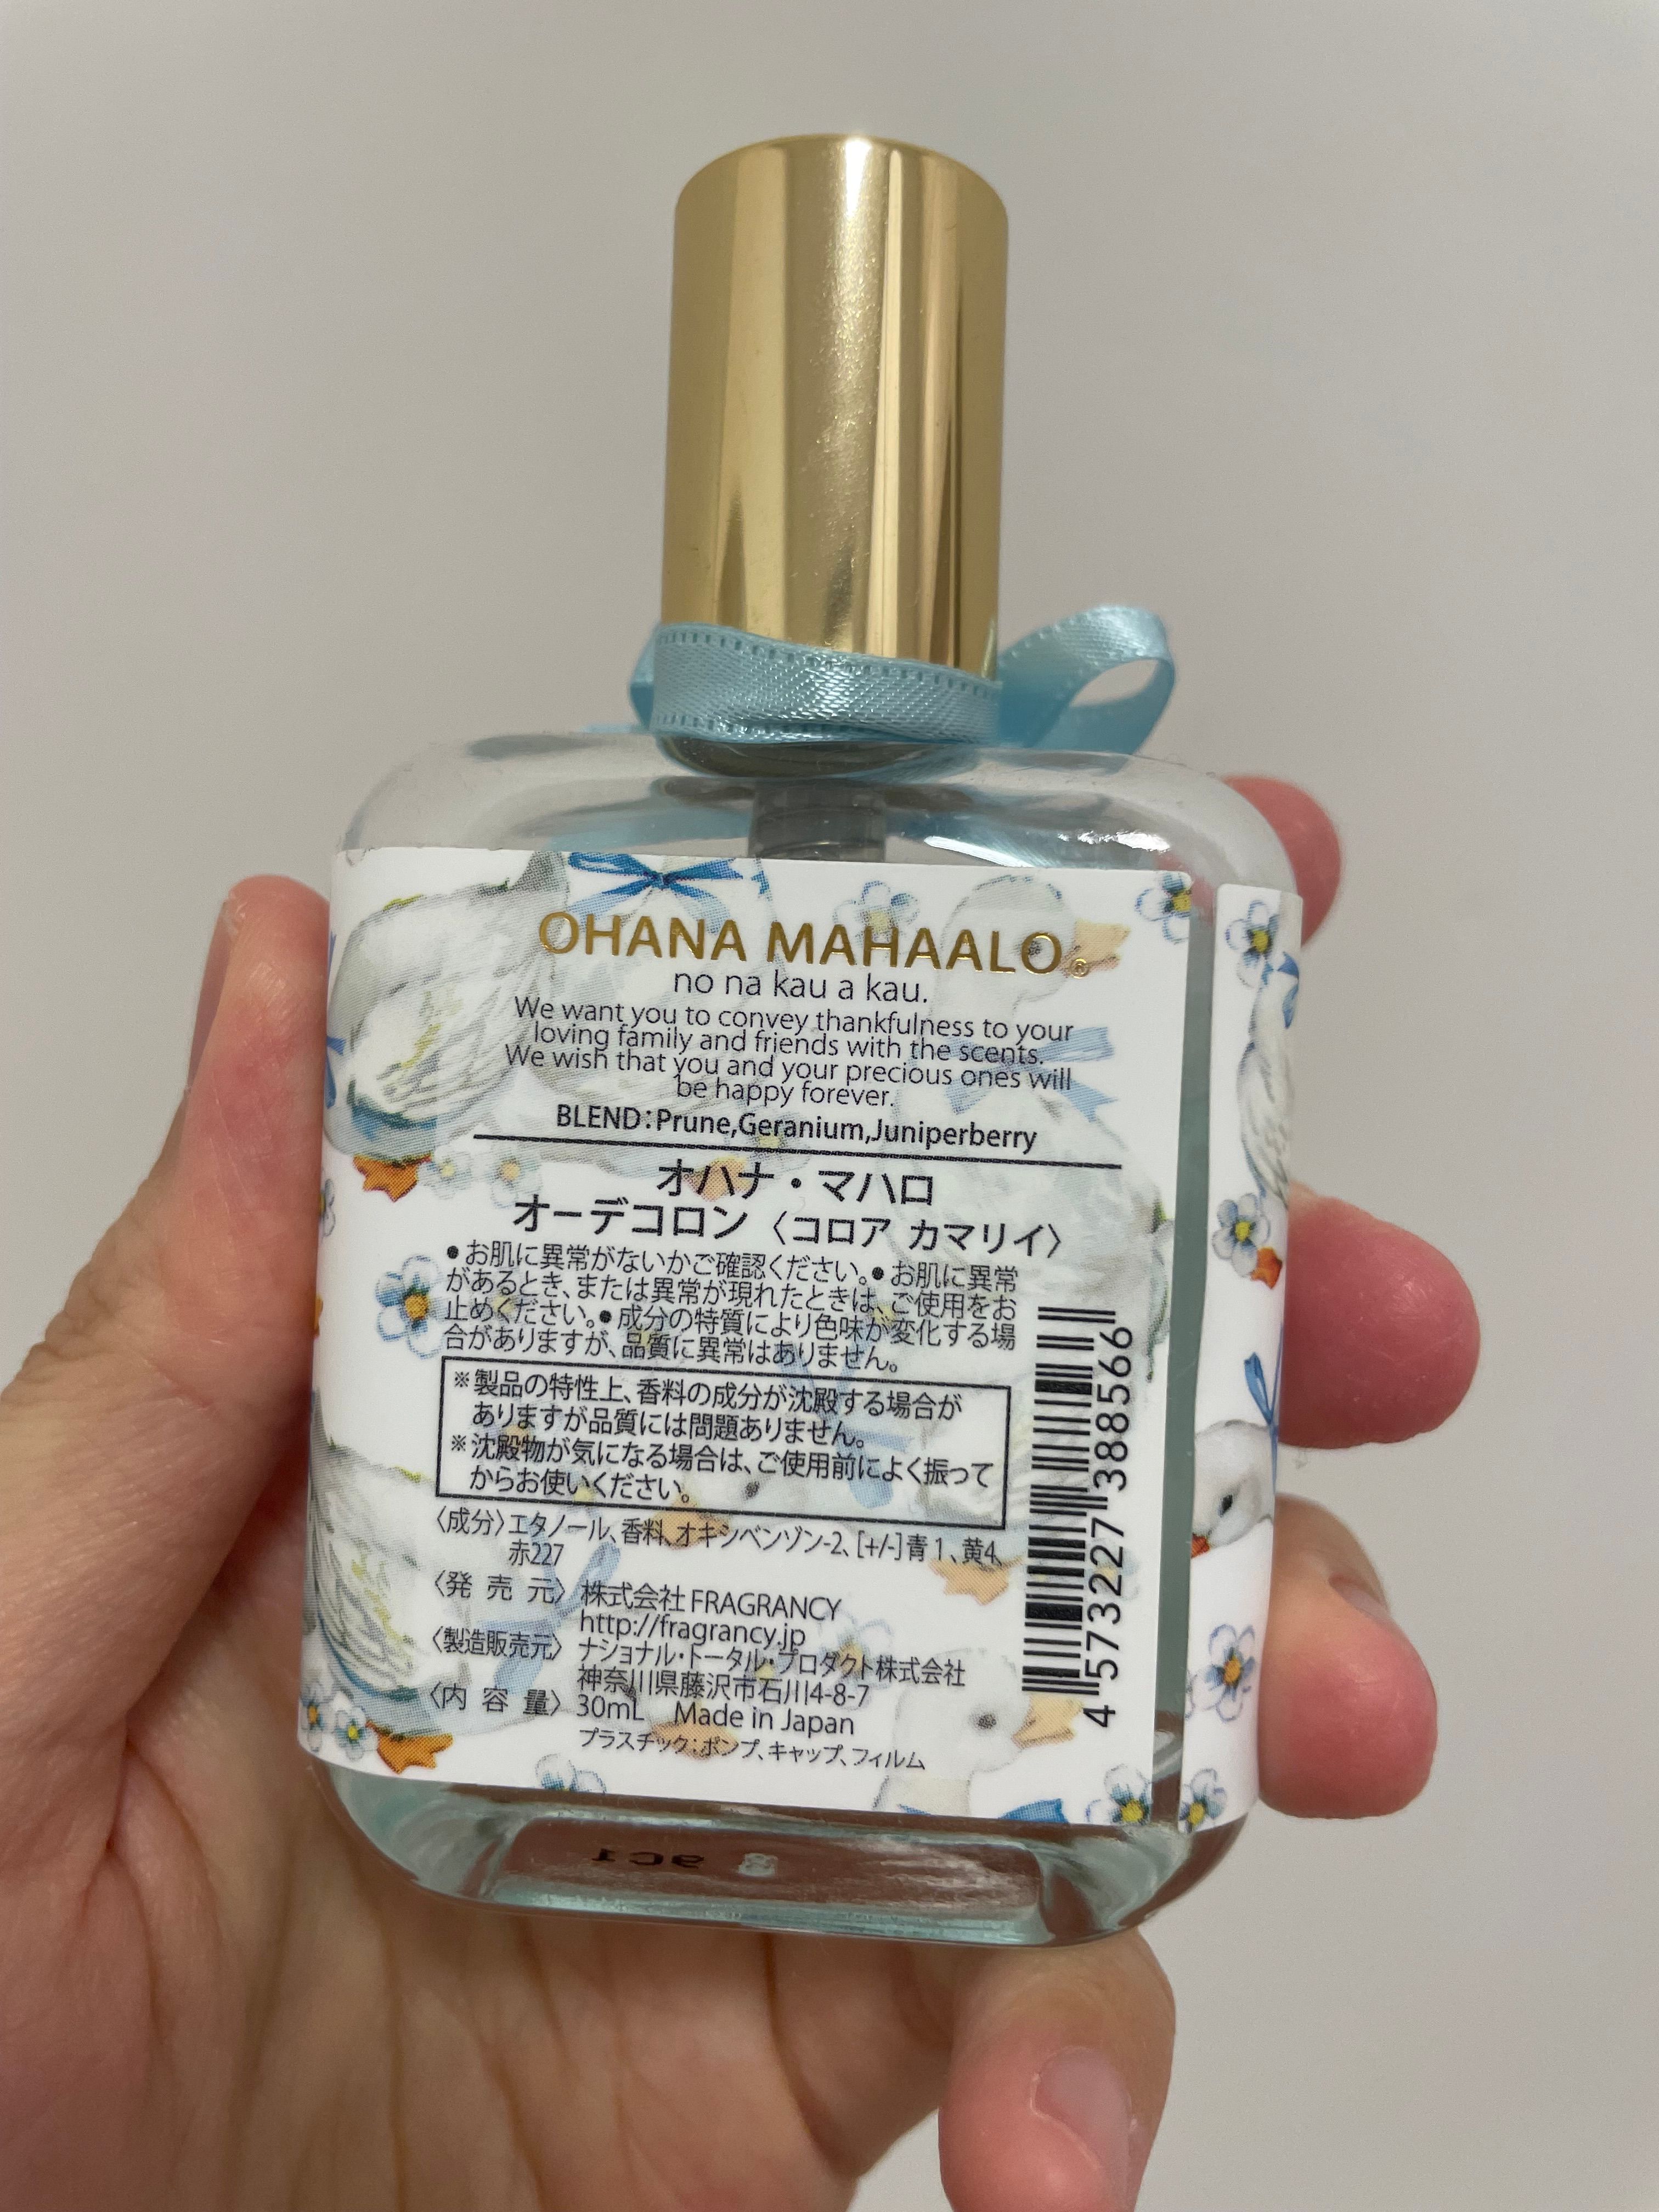 OHANA MAHAALO®
no na kau a kau.
We want you to convey thankfulness to your
loving family and friends with the scents.
We wish that you and your precious ones will
be happy forever.
BLEND:Prune,Geranium,Juniperberry
オハナ・マハロ
オーデコロン〈コロア カマリイ〉
●お肌に異常がないかご確認ください。●お肌に異常
があるとき、または異常が現れたときは、ご使用をお
止めください。●成分の特質により色味が変化する場
合がありますが、品質に異常はありません。
※製品の特性上、香料の成分が沈殿する場合が
ありますが品質には問題ありません。
※沈殿物が気になる場合は、ご使用前によく振って
からお使いください。
〈成分〉エタノール、香料、オキシベンゾン-2、[+/-]青1、黄4、
赤227
〈発売元〉株式会社FRAGRANCY
http://fragrancy.jp
〈製造販売元〉ナショナル・トータル・プロダクト株式会社
神奈川県藤沢市石川4-8-7
〈内容量〉30mL Made in Japan
プラスチック:ポンプ、キャップ、フィルム
4573227388566